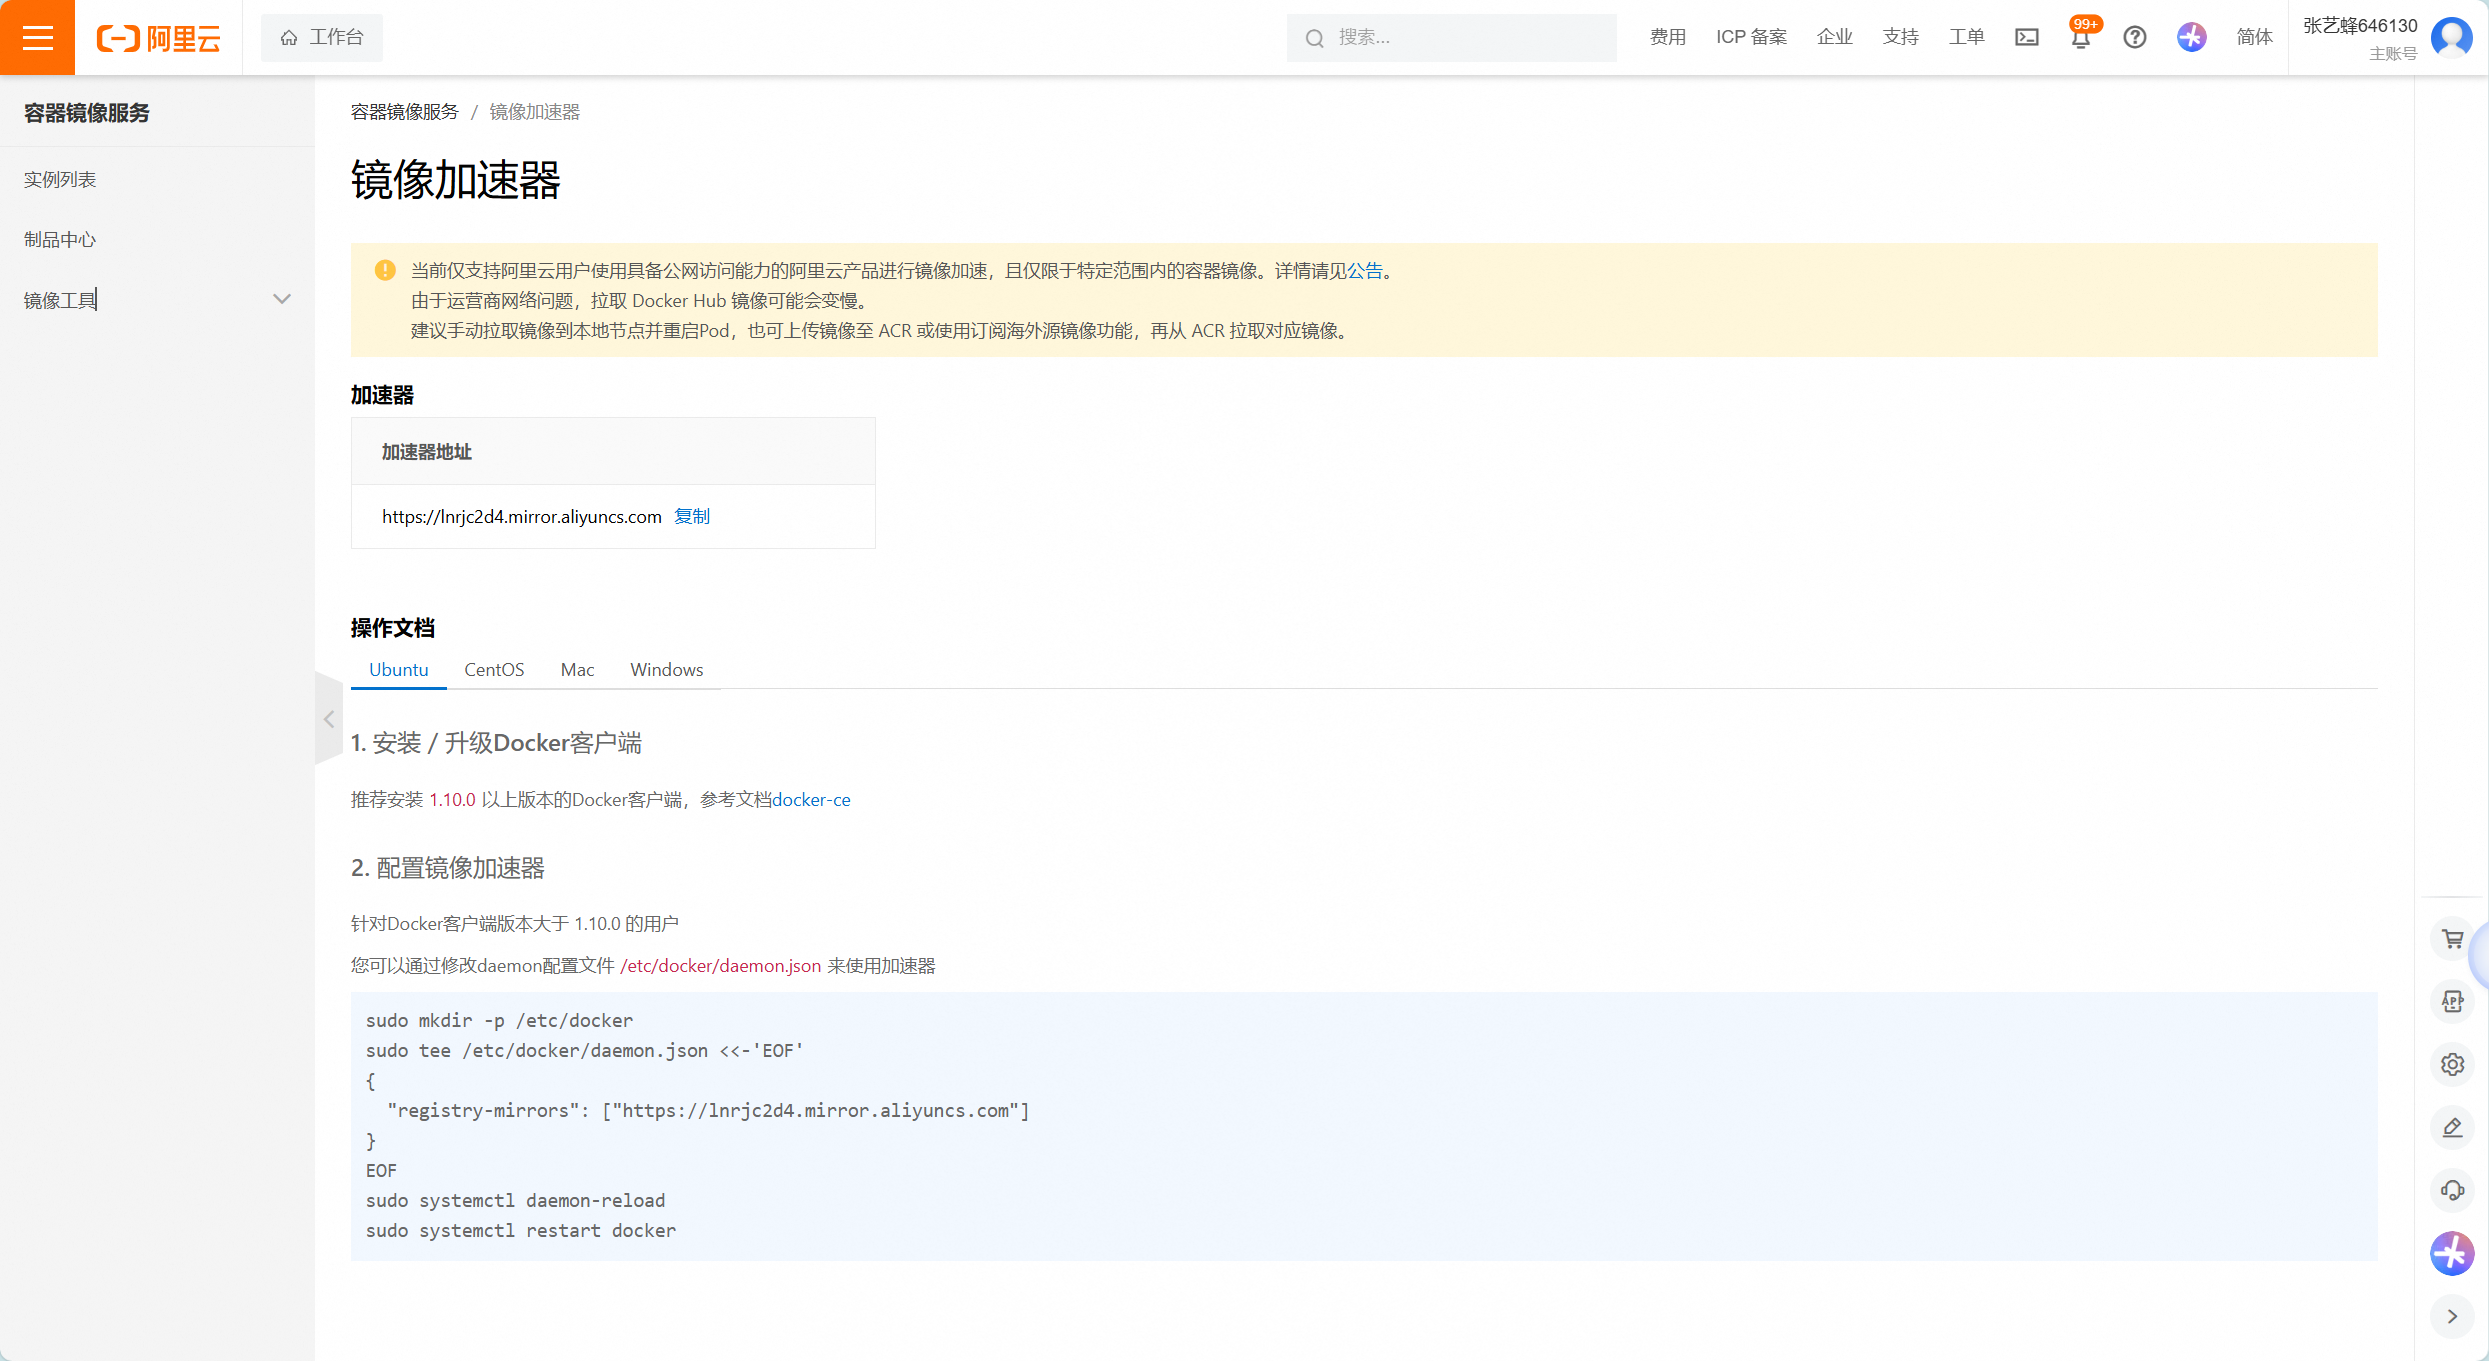 阿里云
工作台
搜索...
费用
ICP 备案
企业
支持
工单
99+
简体
张艺蜂646130
主账号
容器镜像服务
实例列表
制品中心
镜像工具
容器镜像服务 / 镜像加速器
镜像加速器
当前仅支持阿里云用户使用具备公网访问能力的阿里云产品进行镜像加速，且仅限于特定范围内的容器镜像。详情请见公告。
由于运营商网络问题，拉取 Docker Hub 镜像可能会变慢。
建议手动拉取镜像到本地节点并重启Pod，也可上传镜像至 ACR 或使用订阅海外源镜像功能，再从 ACR 拉取对应镜像。
加速器
加速器地址
https://lnrjc2d4.mirror.aliyuncs.com 复制
操作文档
Ubuntu CentOS Mac Windows
1. 安装 / 升级Docker客户端
推荐安装 1.10.0 以上版本的Docker客户端，参考文档docker-ce
2. 配置镜像加速器
针对Docker客户端版本大于 1.10.0 的用户
您可以通过修改daemon配置文件 /etc/docker/daemon.json 来使用加速器
sudo mkdir -p /etc/docker
sudo tee /etc/docker/daemon.json <<-'EOF'
{
  "registry-mirrors": ["https://lnrjc2d4.mirror.aliyuncs.com"]
}
EOF
sudo systemctl daemon-reload
sudo systemctl restart docker
APP